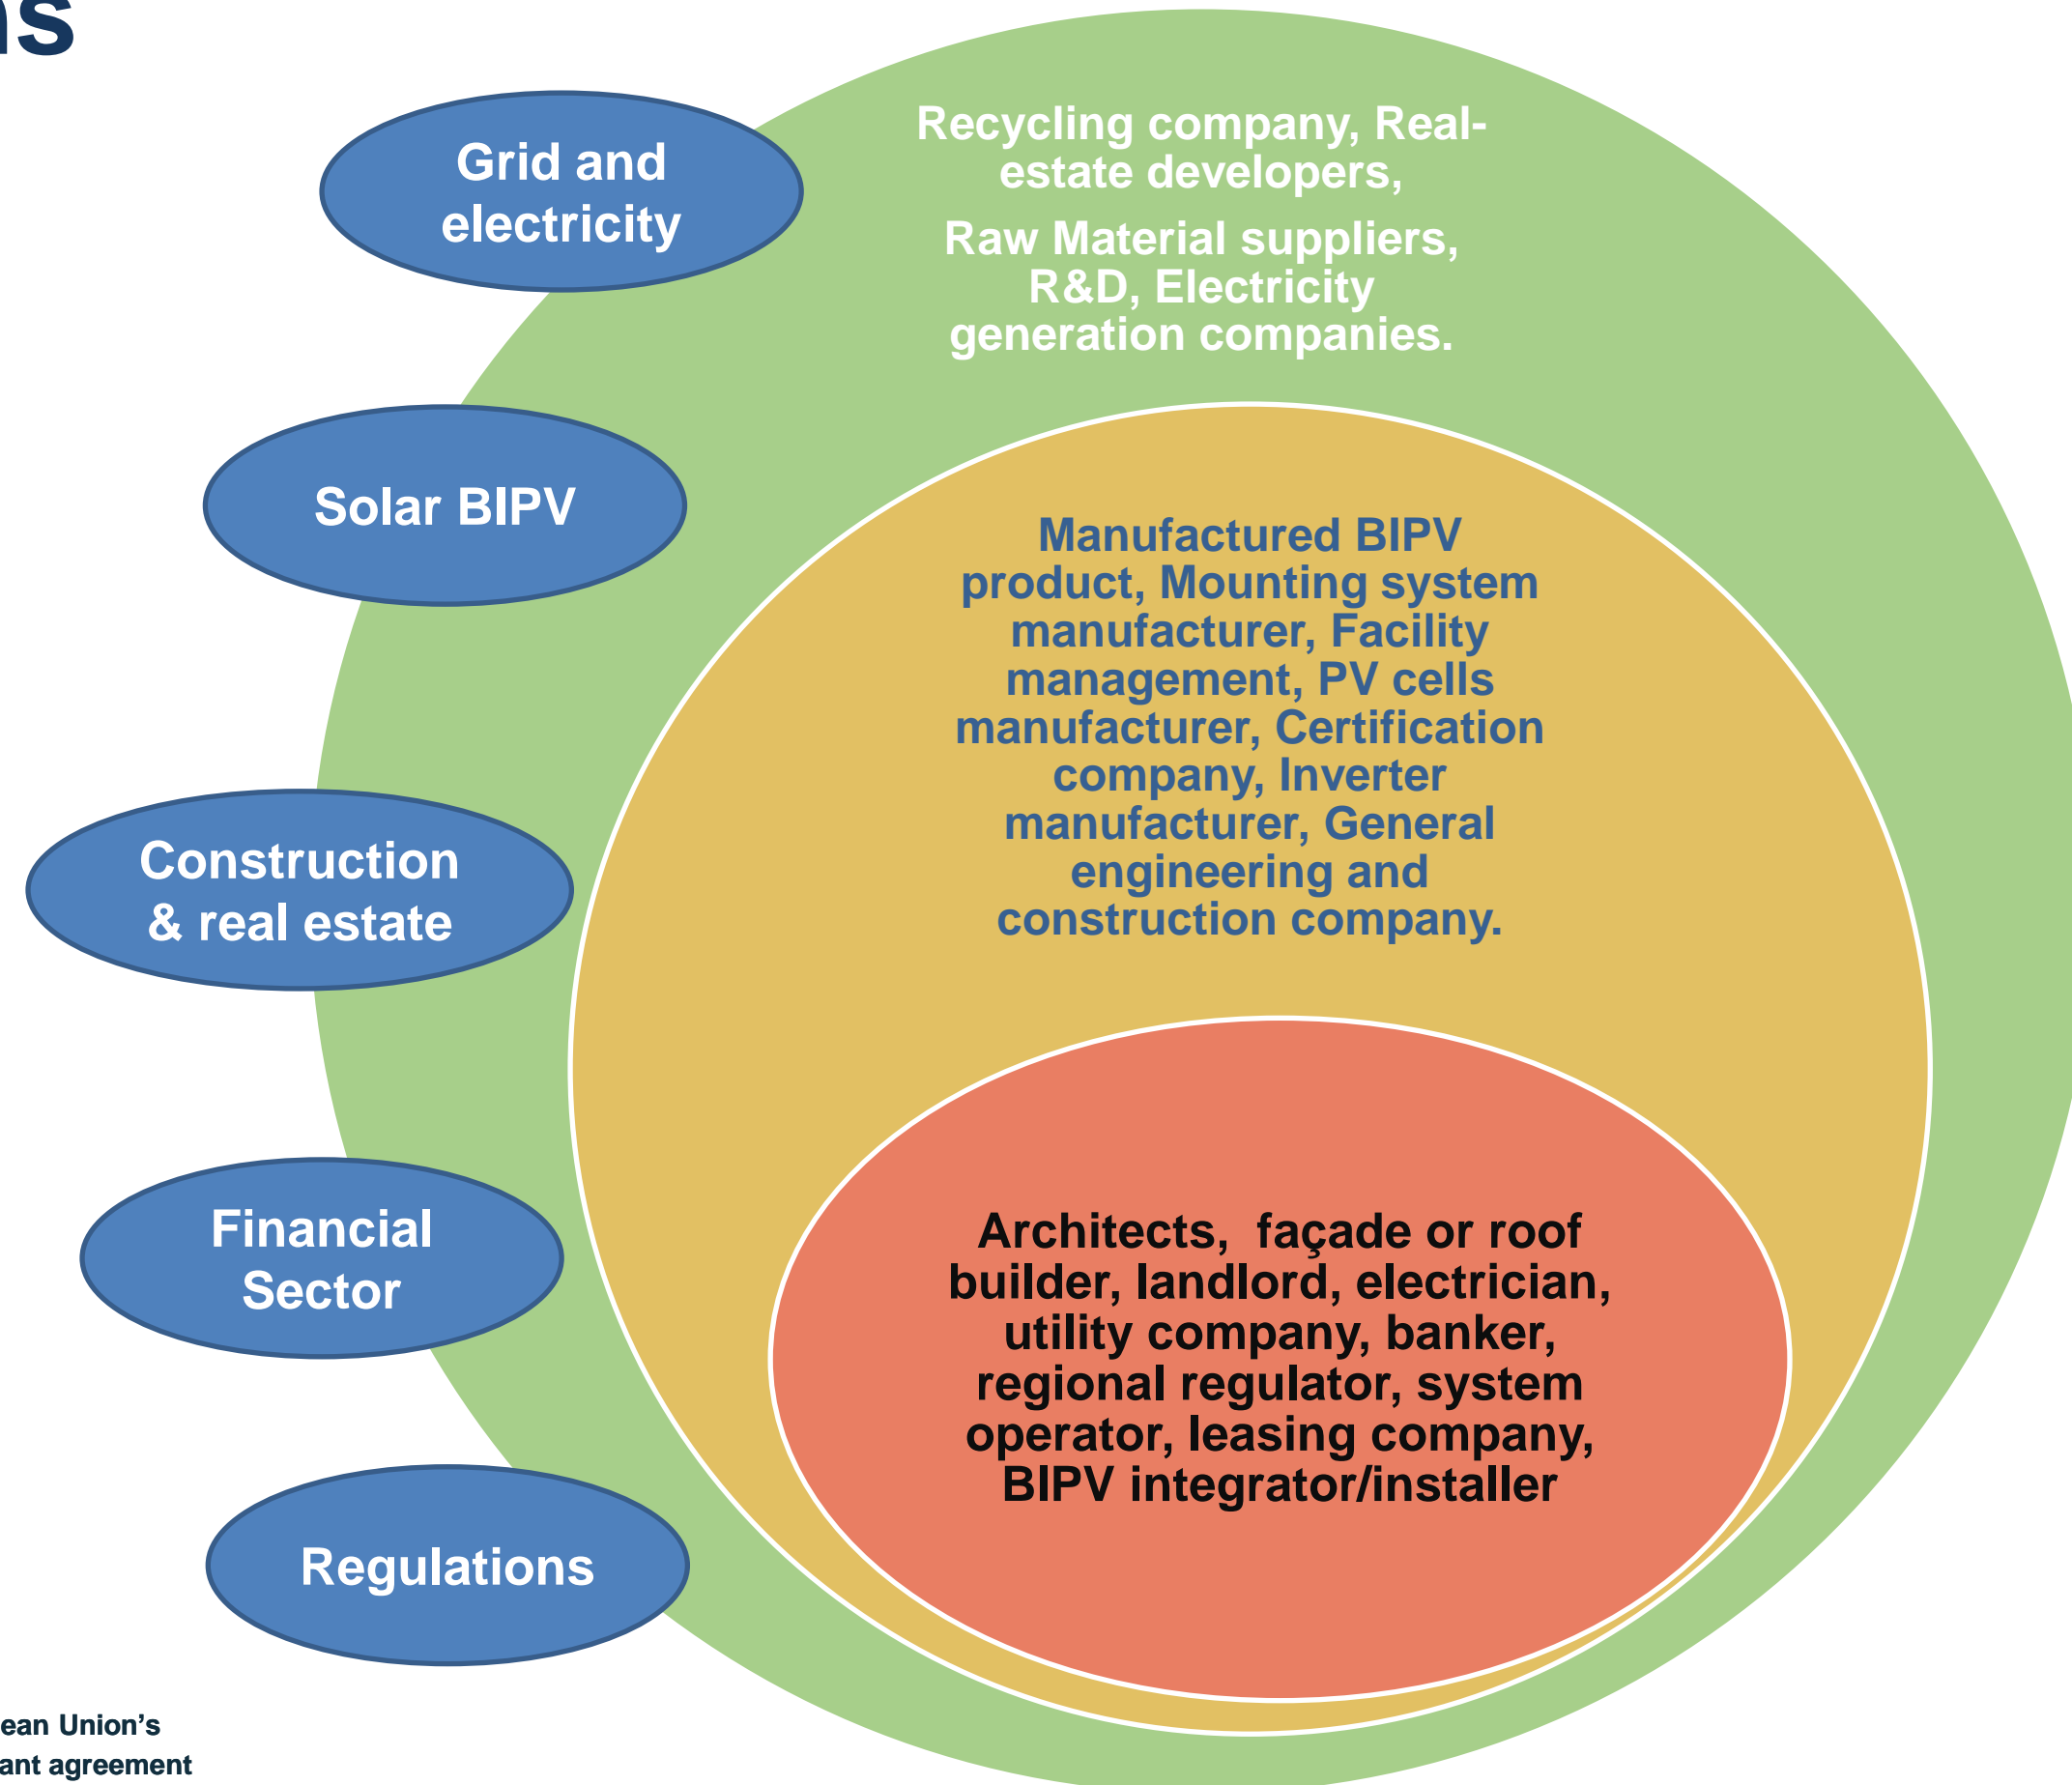 ns
Grid and
electricity
Recycling company, Real-
estate developers,
Raw Material suppliers,
R&D, Electricity
generation companies.
Solar BIPV
Manufactured BIPV
product, Mounting system
manufacturer, Facility
management, PV cells
manufacturer, Certification
company, Inverter
manufacturer, General
engineering and
construction company.
Construction
& real estate
Financial
Sector
Architects,  façade or roof
builder, landlord, electrician,
utility company, banker,
regional regulator, system
operator, leasing company,
BIPV integrator/installer
Regulations
ean Union’s
ant agreement